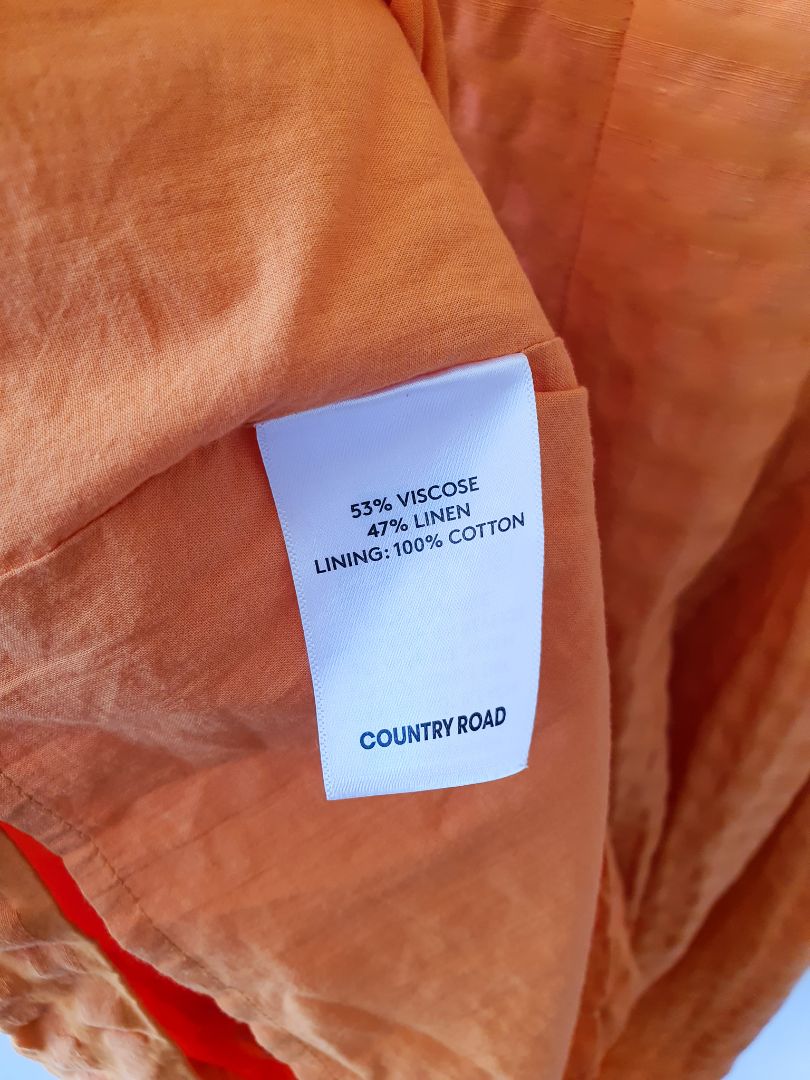 53% VISCOSE
47% LINEN
LINING: 100% COTTON
COUNTRY ROAD